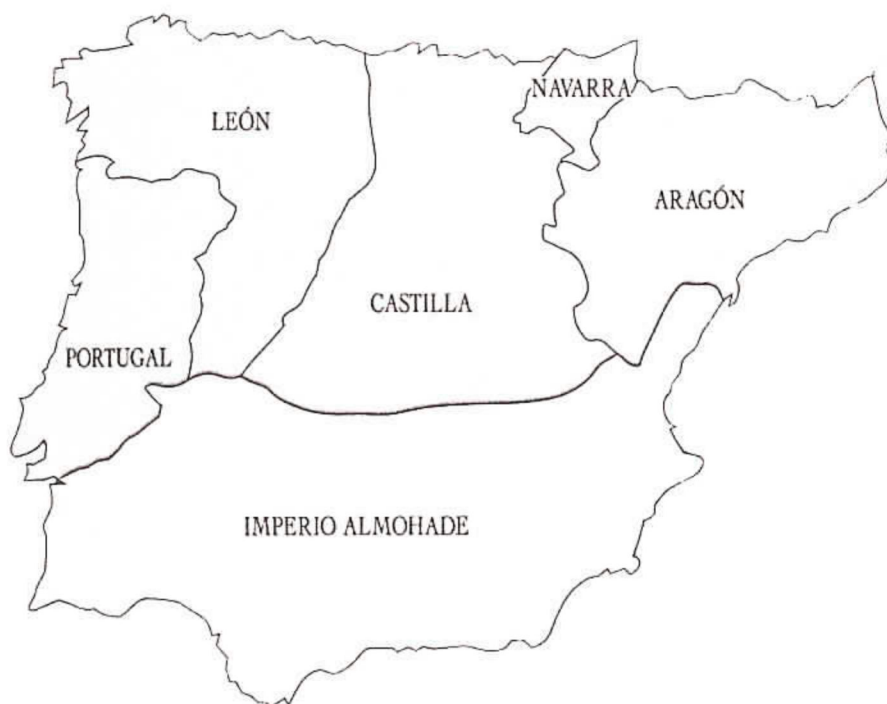 NAVARRA
LEÓN
ARAGÓN
CASTILLA
PORTUGAL
IMPERIO ALMOHADE